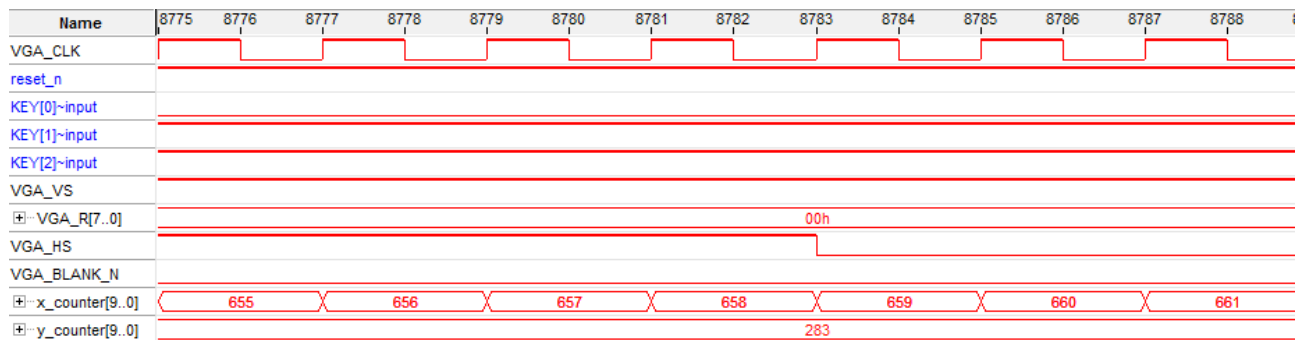 Name 8775 8776 8777 8778 8779 8780 8781 8782 8783 8784 8785 8786 8787 8788
VGA_CLK
reset_n
KEY[0]~input
KEY[1]~input
KEY[2]~input
VGA_VS
VGA_R[7..0] 00h
VGA_HS
VGA_BLANK_N
x_counter[9..0] 655 656 657 658 659 660 661
y_counter[9..0] 283